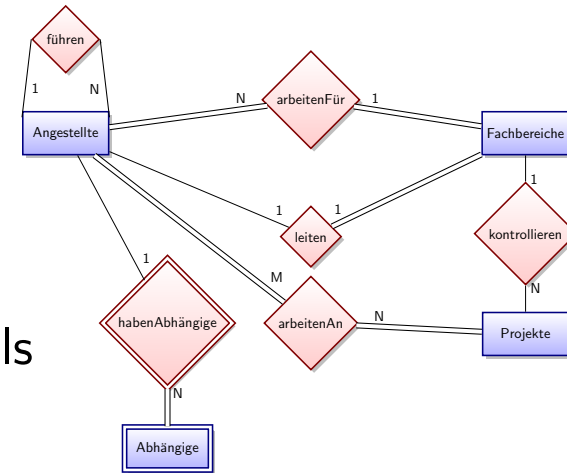 führen
1
N
N
arbeitenFür
1
Angestellte
Fachbereiche
1
1
1
leiten
kontrollieren
1
M
N
habenAbhängige
arbeitenAn
N
Projekte
ls
N
Abhängige